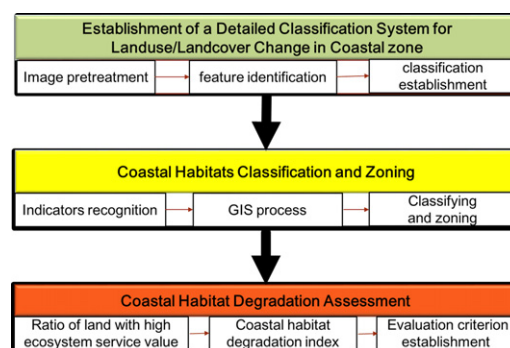 Establishment of a Detailed Classification System for
Landuse/Landcover Change in Coastal zone
Image pretreatment
feature identification
classification
establishment
Coastal Habitats Classification and Zoning
Indicators recognition
GIS process
Classifying
and zoning
Coastal Habitat Degradation Assessment
Ratio of land with high
ecosystem service value
Coastal habitat
degradation index
Evaluation criterion
establishment